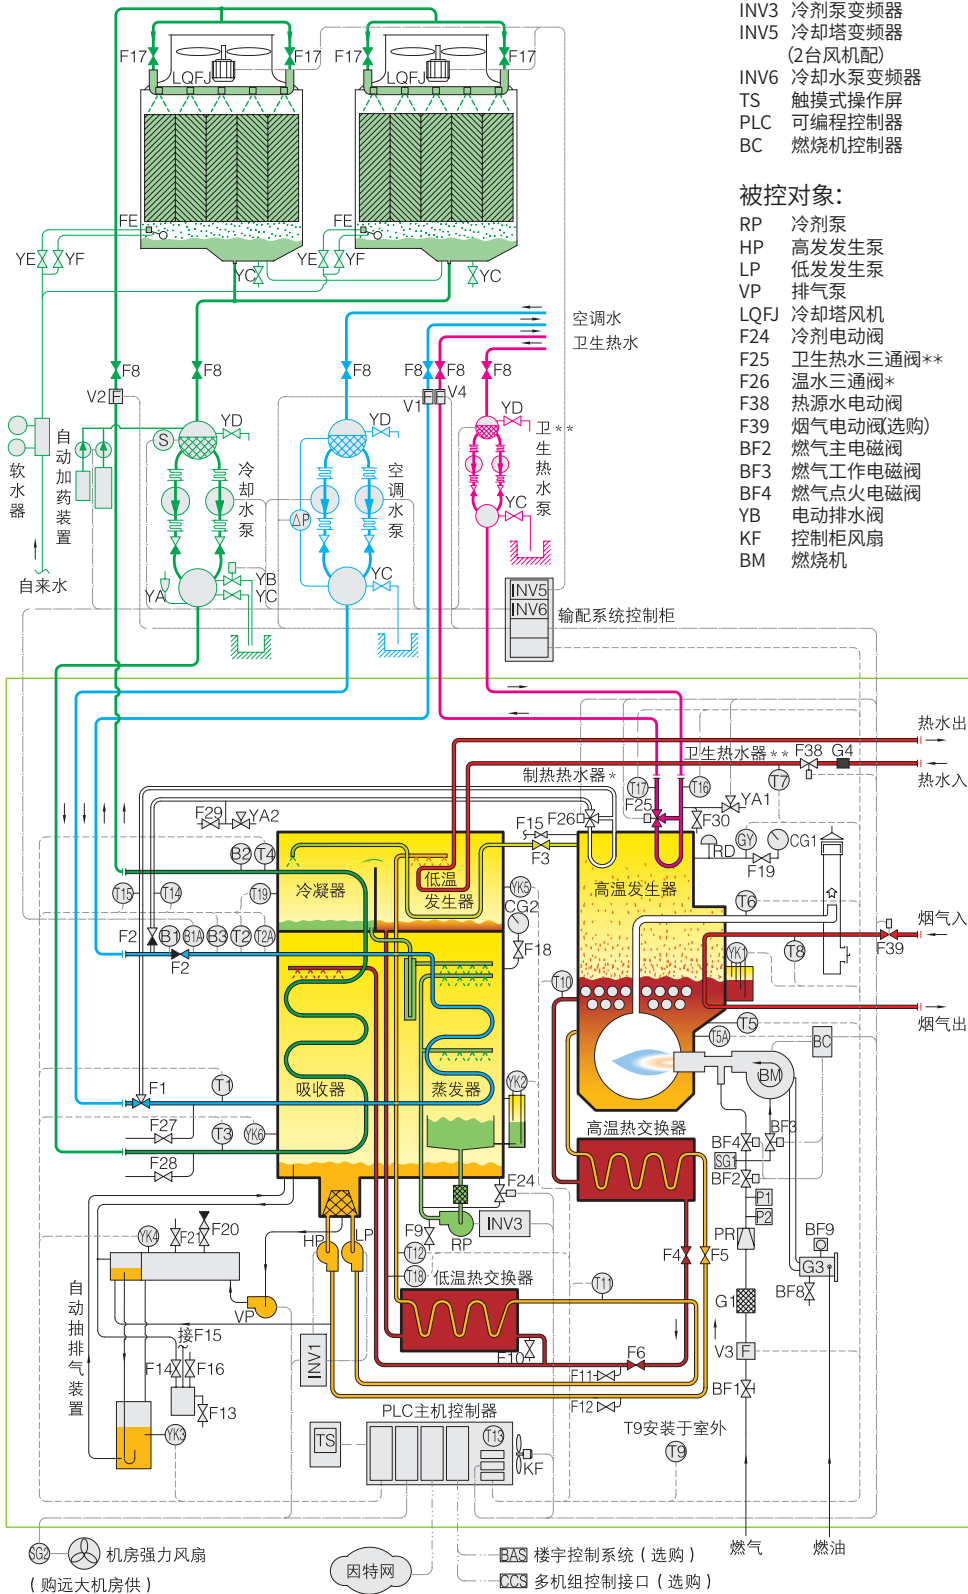 INV3 冷剂泵变频器
INV5 冷却塔变频器
(2台风机配)
INV6 冷却水泵变频器
TS 触摸式操作屏
PLC 可编程控制器
BC 燃烧机控制器
被控对象：
RP 冷剂泵
HP 高发发生泵
LP 低发发生泵
VP 排气泵
LQFJ 冷却塔风机
F24 冷剂电动阀
F25 卫生热水三通阀**
F26 温水三通阀*
F38 热源水电动阀
F39 烟气电动阀(选购)
BF2 燃气主电磁阀
BF3 燃气工作电磁阀
BF4 燃气点火电磁阀
YB 电动排水阀
KF 控制柜风扇
BM 燃烧机
F17 F17 F17 F17
LQFJ LQFJ
FE FE
YE YF YE YF
YC YC
空调水
卫生热水
F8 F8 F8 F8 F8 F8
V2 V1 V4
YD YD YD
S
冷却水泵
空调水泵
卫生热水泵**
软水器
自动加药装置
自来水
ΔP
YA YB
YC YC YC
INV5
INV6
输配系统控制柜
热水出
卫生热水器** F38 G4
制热热水器*
热水入
T7
T17 T16
F25 YA1
F26 F30
F29 YA2
F15
F3
RD GY CG1
F19
B2 T4
冷凝器
低温
发生器
YK5
CG2
高温发生器
T15 T14 T19
T6
烟气入
F2 B1 B1A B3 T2 T2A
F2
F18
T8 F39
YK1
T10
烟气出
T5
T5A
BC
BM
F1 T1
吸收器
蒸发器
YK2
F27 T3 YK6
F28
高温热交换器
BF4 BF3
SG1
BF2
P1
P2
PR
BF9
G3
BF8
F24
INV3
RP
F9
YK4 F21 F20
HP LP
T12
T18
低温热交换器
T11
F4 F5
VP
自动抽排气装置
接F15
F14 F16
F13
INV1
F10
F6
F11
F12
G1
V3 F
BF1
YK3
PLC主机控制器
TS
T13
KF
T9安装于室外
T9
SG2 机房强力风扇
(购远大机房供)
因特网
BAS 楼宇控制系统(选购)
CCS 多机组控制接口(选购)
燃气 燃油